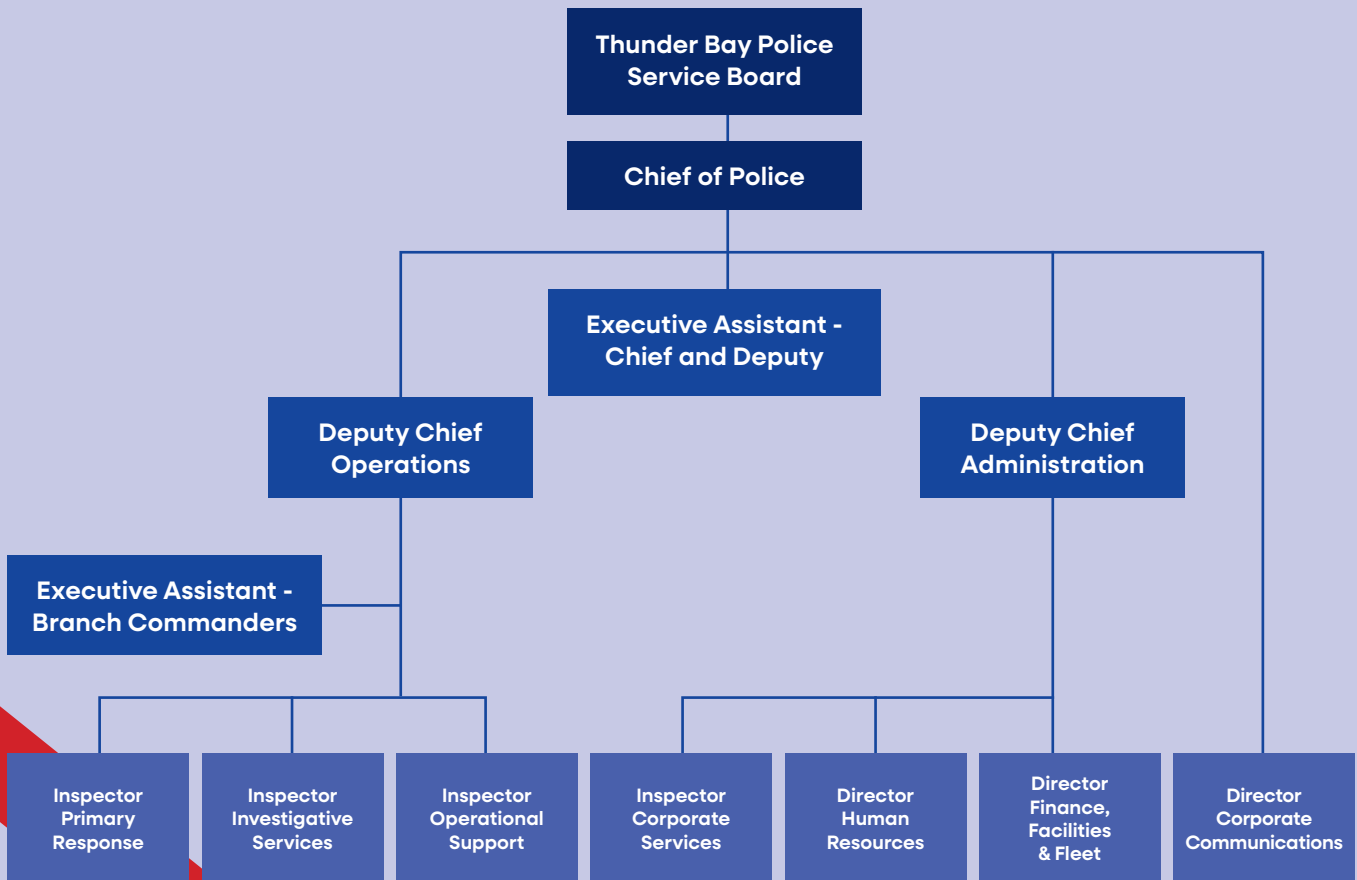 Thunder Bay Police
Service Board
Chief of Police
Executive Assistant -
Chief and Deputy
Deputy Chief
Operations
Deputy Chief
Administration
Executive Assistant -
Branch Commanders
Inspector
Primary
Response
Inspector
Investigative
Services
Inspector
Operational
Support
Inspector
Corporate
Services
Director
Human
Resources
Director
Finance,
Facilities
& Fleet
Director
Corporate
Communications